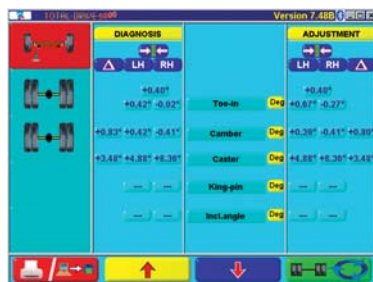 TOTAL DRIVE
Version 7.48B
DIAGNOSIS
ADJUSTMENT
Δ LH RH
LH RH Δ
+0.40°
+0.40°
+0.42° -0.02°
Toe-in
Deg
+0.67° -0.27°
+0.83° +0.42° -0.41°
Camber
Deg
+0.39° -0.41° +0.80°
+3.48° +4.88° +8.36°
Caster
Deg
+4.88° +8.36° +3.48°
--- ---
King-pin
Deg
--- ---
--- ---
Incl.angle
Deg
--- ---